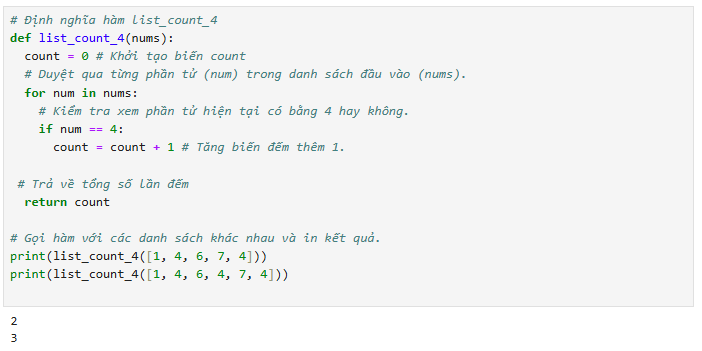 # Định nghĩa hàm list_count_4
def list_count_4(nums):
  count = 0 # Khởi tạo biến count
  # Duyệt qua từng phần tử (num) trong danh sách đầu vào (nums).
  for num in nums:
    # Kiểm tra xem phần tử hiện tại có bằng 4 hay không.
    if num == 4:
      count = count + 1 # Tăng biến đếm thêm 1.
 # Trả về tổng số lần đếm
  return count
# Gọi hàm với các danh sách khác nhau và in kết quả.
print(list_count_4([1, 4, 6, 7, 4]))
print(list_count_4([1, 4, 6, 4, 7, 4]))
2
3